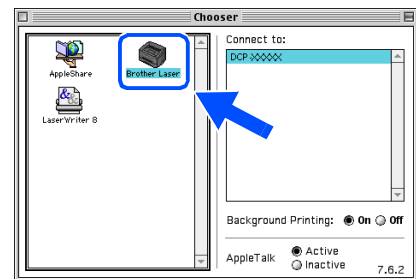 Chooser
AppleShare
Brother Laser
LaserWriter 8
Connect to:
DCP-XXXX
Background Printing: On Off
AppleTalk
Active
Inactive
7.6.2